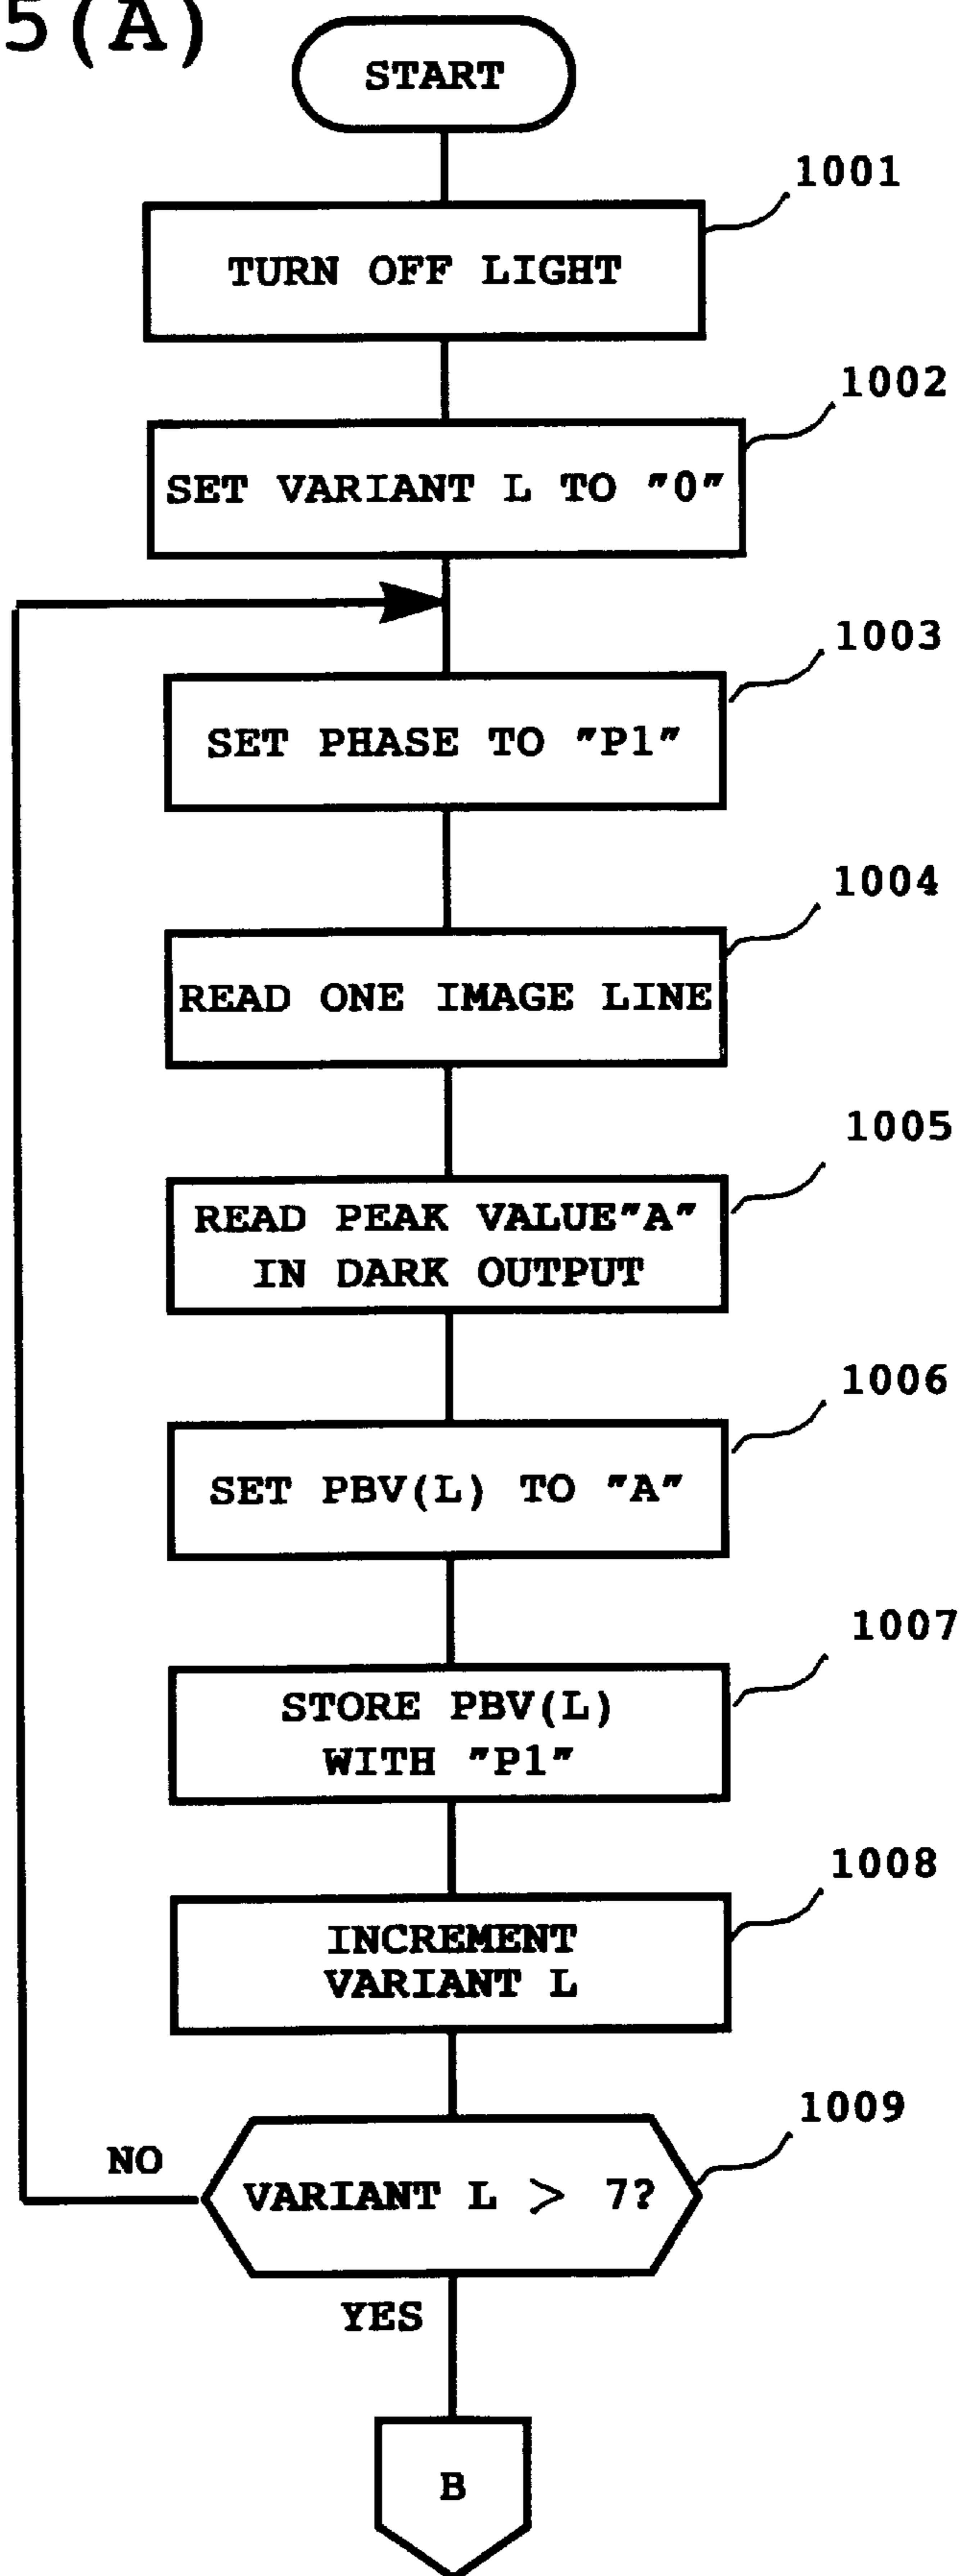 5(A)
START
1001
TURN OFF LIGHT
1002
SET VARIANT L TO "0"
1003
SET PHASE TO "P1"
1004
READ ONE IMAGE LINE
1005
READ PEAK VALUE"A"
IN DARK OUTPUT
1006
SET PBV(L) TO "A"
1007
STORE PBV(L)
WITH "P1"
1008
INCREMENT
VARIANT L
1009
NO
VARIANT L > 7?
YES
B